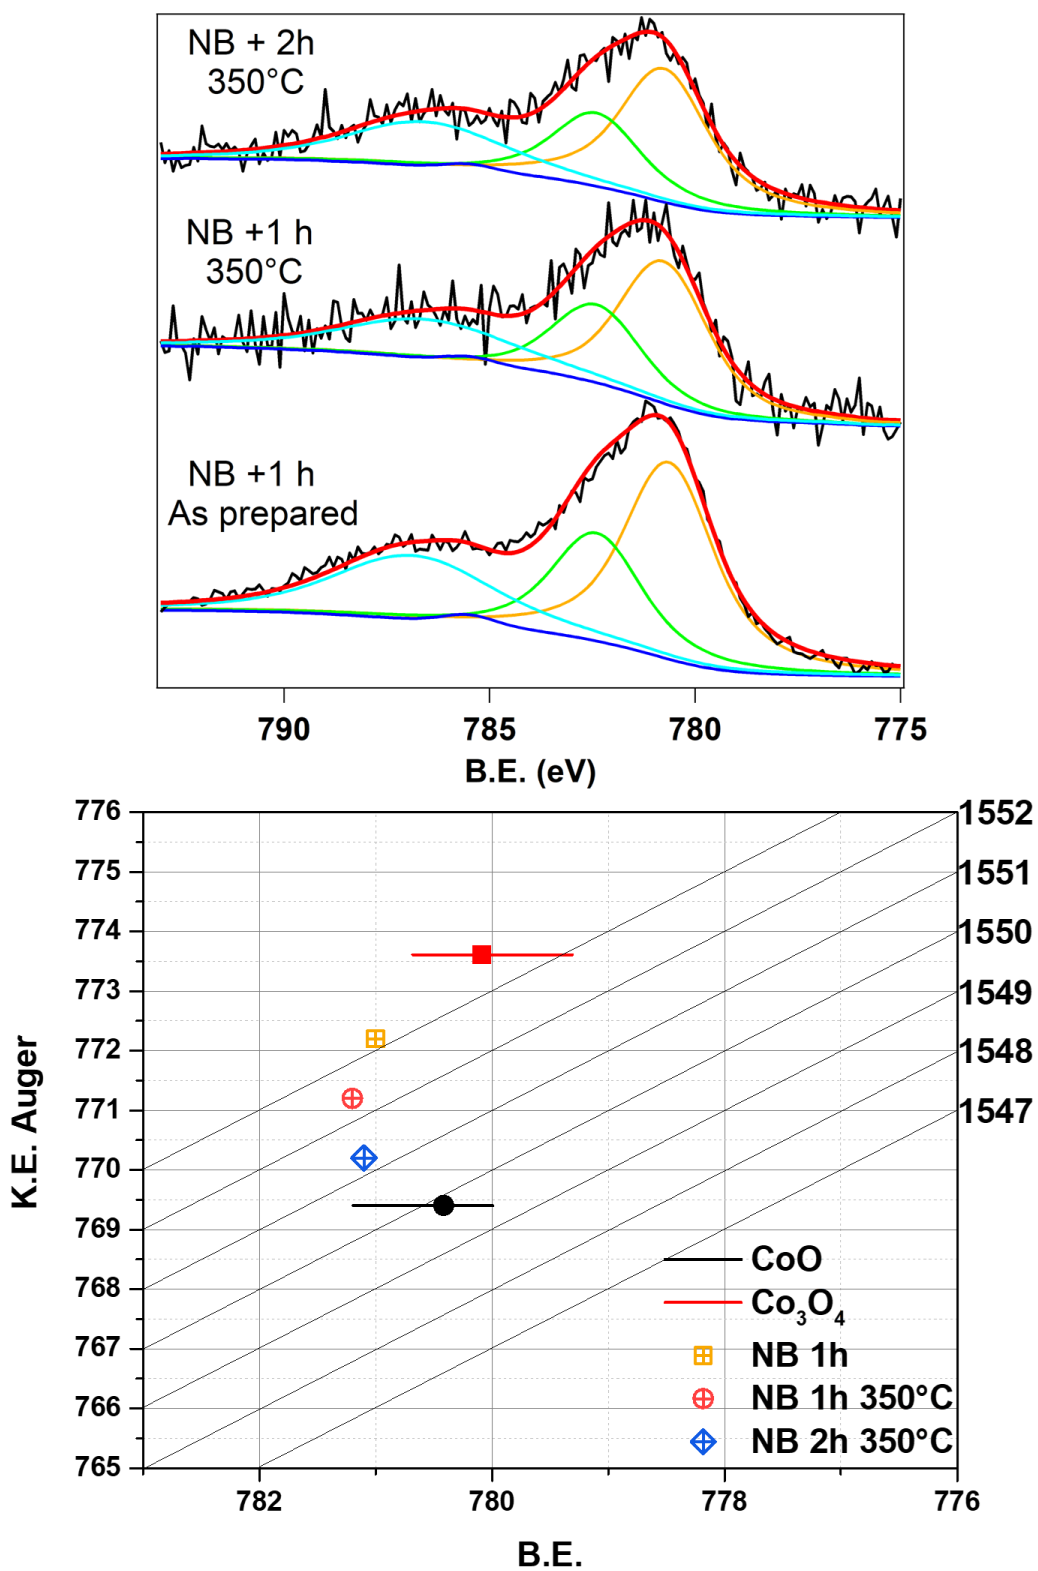 NB + 2h
350°C
NB +1 h
350°C
NB +1 h
As prepared
790 785 780 775
B.E. (eV)
776 1552
775 1551
774 1550
773 1549
772 1548
771 1547
770
769
768
767
766
765
K.E. Auger
CoO
Co₃O₄
NB 1h
NB 1h 350°C
NB 2h 350°C
782 780 778 776
B.E.